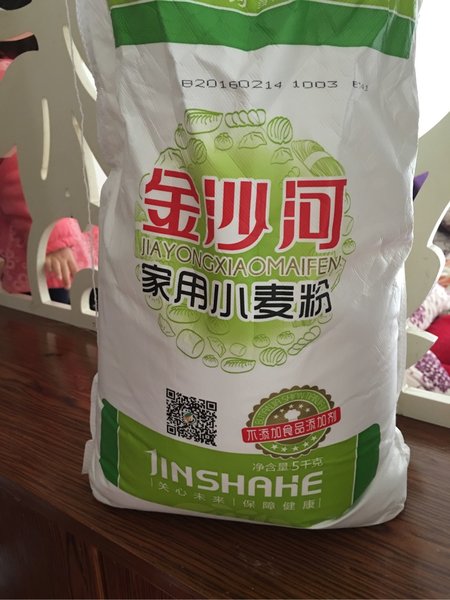 B20160214 1003
金沙河
JIAYONGXIAOMAIFEN
家用小麦粉
不添加食品添加剂
净含量5千克
JINSHAHE
关心未来 保障健康